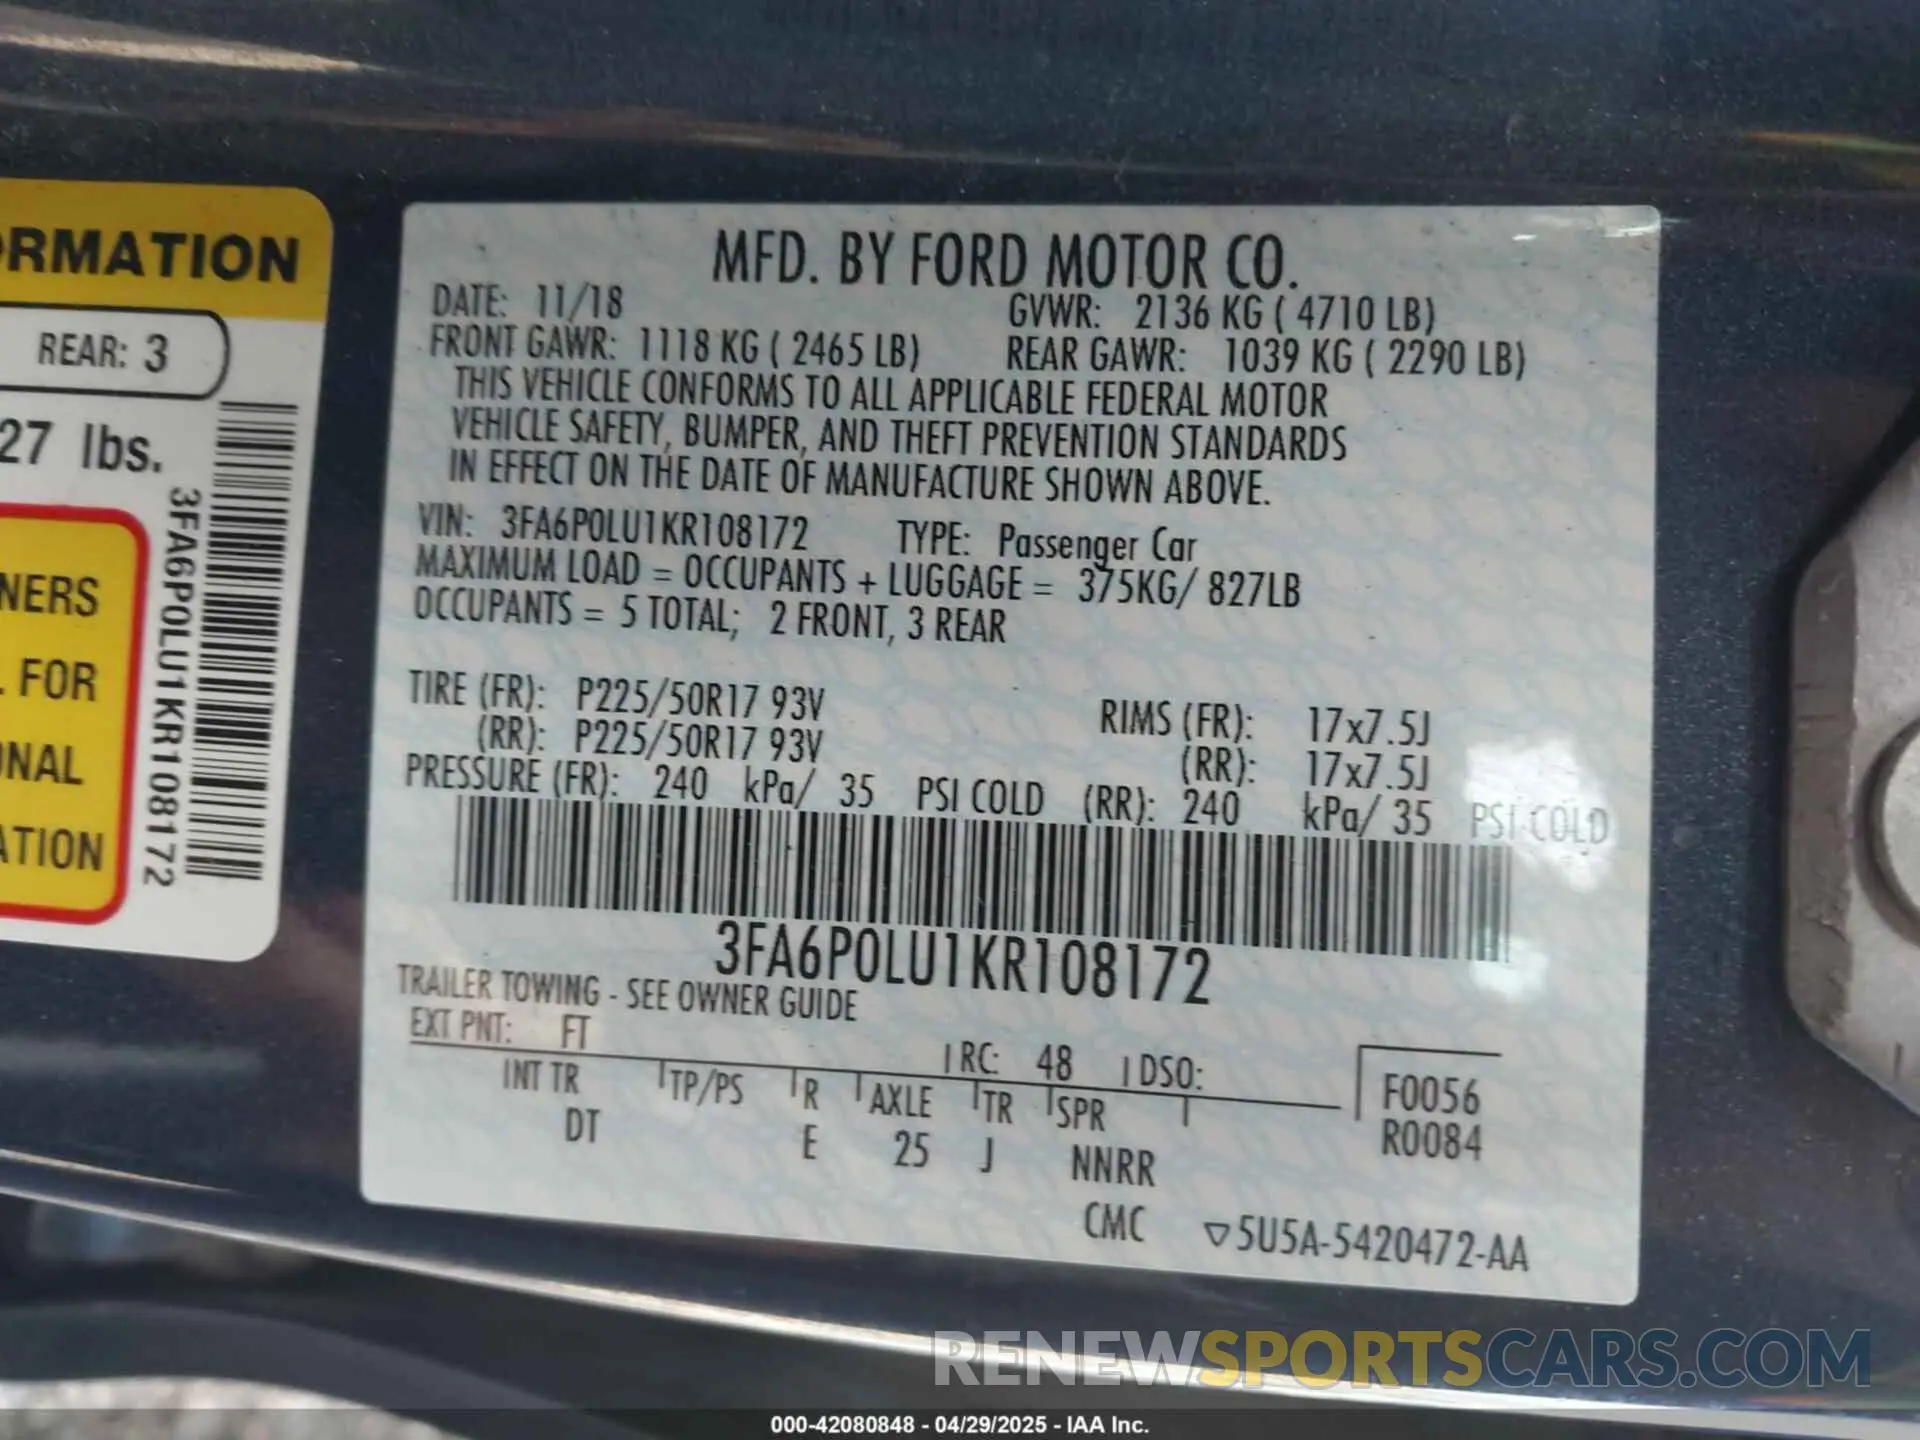 RMATION
REAR: 3
27 lbs.
3FA6P0LU1KR108172
NERS
FOR
NAL
ATION
MFD. BY FORD MOTOR CO.
DATE: 11/18 GVWR: 2136 KG ( 4710 LB)
FRONT GAWR: 1118 KG ( 2465 LB) REAR GAWR: 1039 KG ( 2290 LB)
THIS VEHICLE CONFORMS TO ALL APPLICABLE FEDERAL MOTOR
VEHICLE SAFETY, BUMPER, AND THEFT PREVENTION STANDARDS
IN EFFECT ON THE DATE OF MANUFACTURE SHOWN ABOVE.
VIN: 3FA6P0LU1KR108172 TYPE: Passenger Car
MAXIMUM LOAD = OCCUPANTS + LUGGAGE = 375KG/ 827LB
OCCUPANTS = 5 TOTAL; 2 FRONT, 3 REAR
TIRE (FR): P225/50R17 93V RIMS (FR): 17x7.5J
(RR): P225/50R17 93V (RR): 17x7.5J
PRESSURE (FR): 240 kPa/ 35 PSI COLD (RR): 240 kPa/ 35 PSI COLD
3FA6P0LU1KR108172
TRAILER TOWING - SEE OWNER GUIDE
EXT PNT: FT RC: 48 DSO:
INT TR TP/PS R AXLE TR SPR F0056
DT E 25 J NNRR R0084
CMC ▽5U5A-5420472-AA
RENEWSPORTSCARS.COM
000-42080848 - 04/29/2025 - IAA Inc.